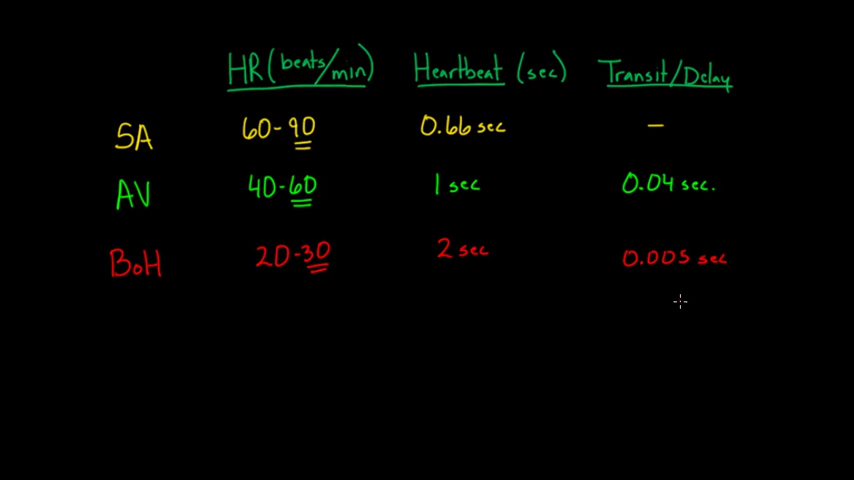 HR (beats/min) Heartbeat (sec) Transit/Delay
SA 60-90 0.66 sec –
AV 40-60 1 sec 0.04 sec.
BoH 20-30 2 sec 0.005 sec